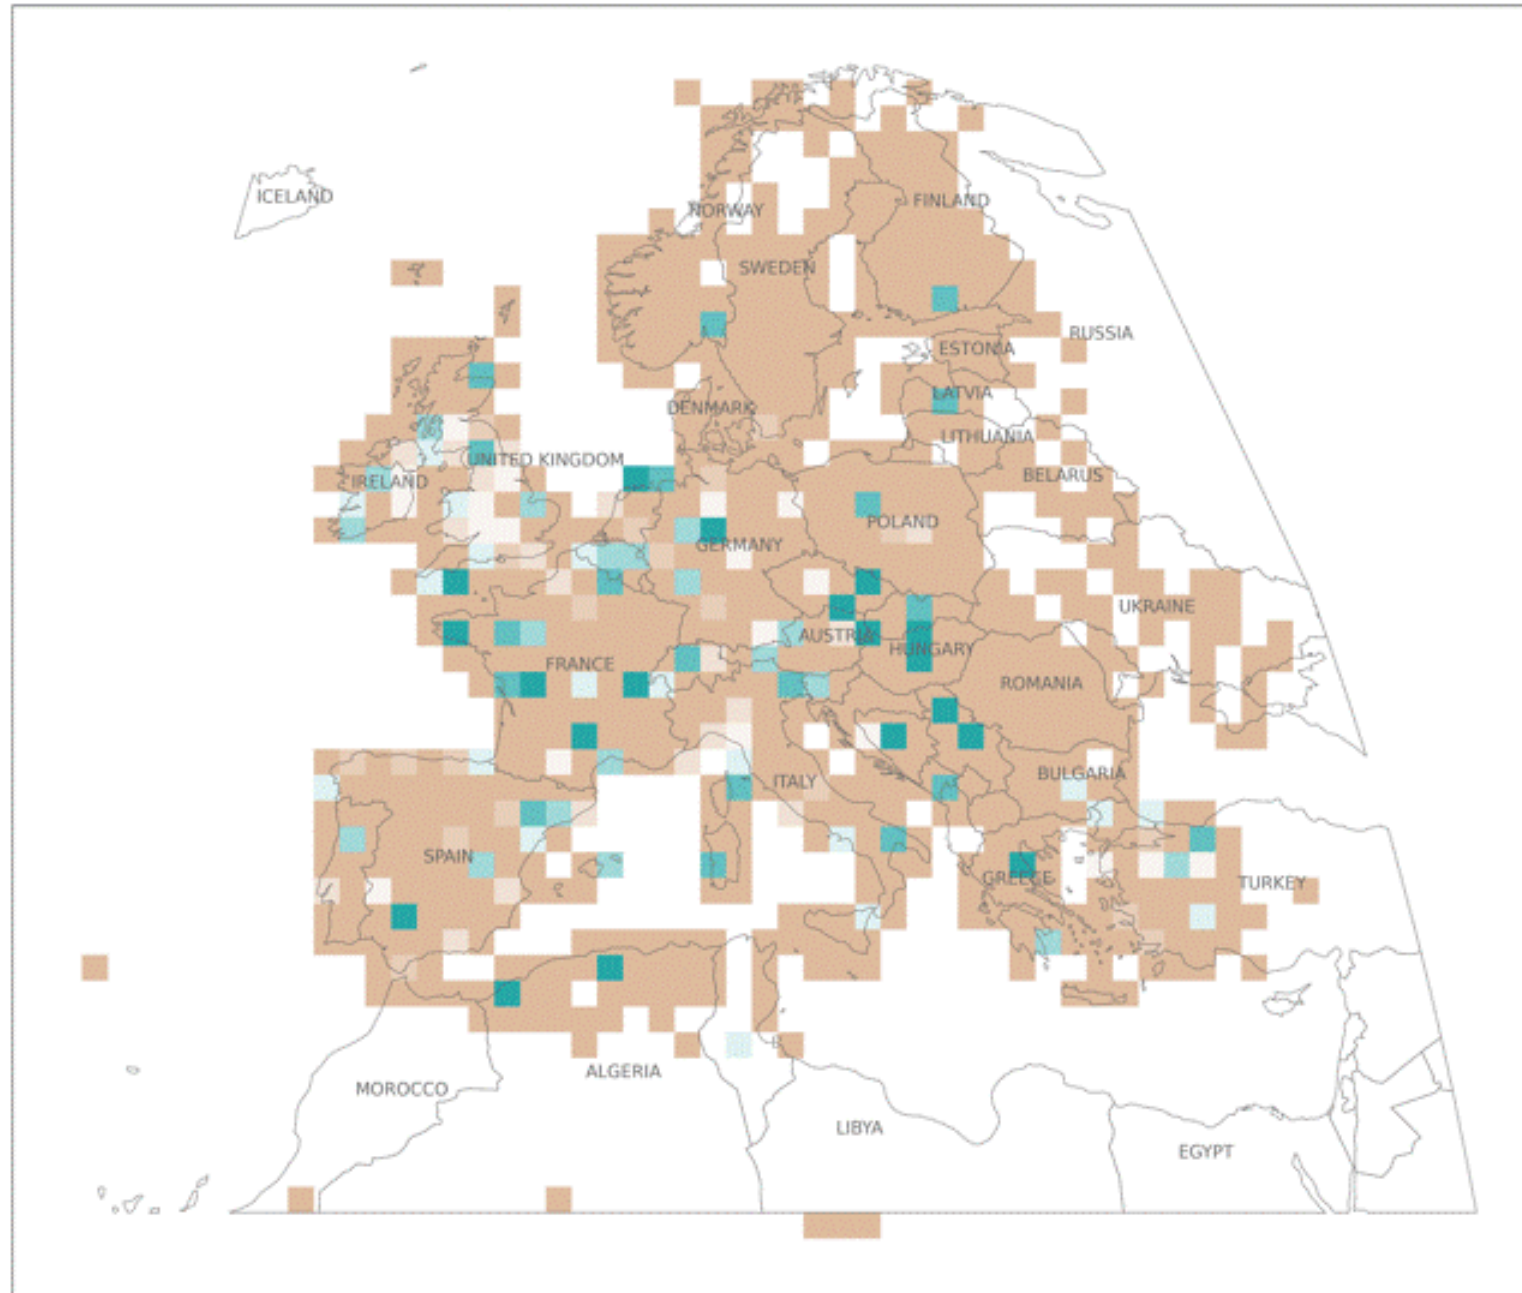 ICELAND
NORWAY
FINLAND
SWEDEN
RUSSIA
ESTONIA
LATVIA
DENMARK
LITHUANIA
UNITED KINGDOM
BELARUS
IRELAND
POLAND
GERMANY
UKRAINE
AUSTRIA
HUNGARY
FRANCE
ROMANIA
BULGARIA
ITALY
SPAIN
GREECE
TURKEY
ALGERIA
MOROCCO
LIBYA
EGYPT